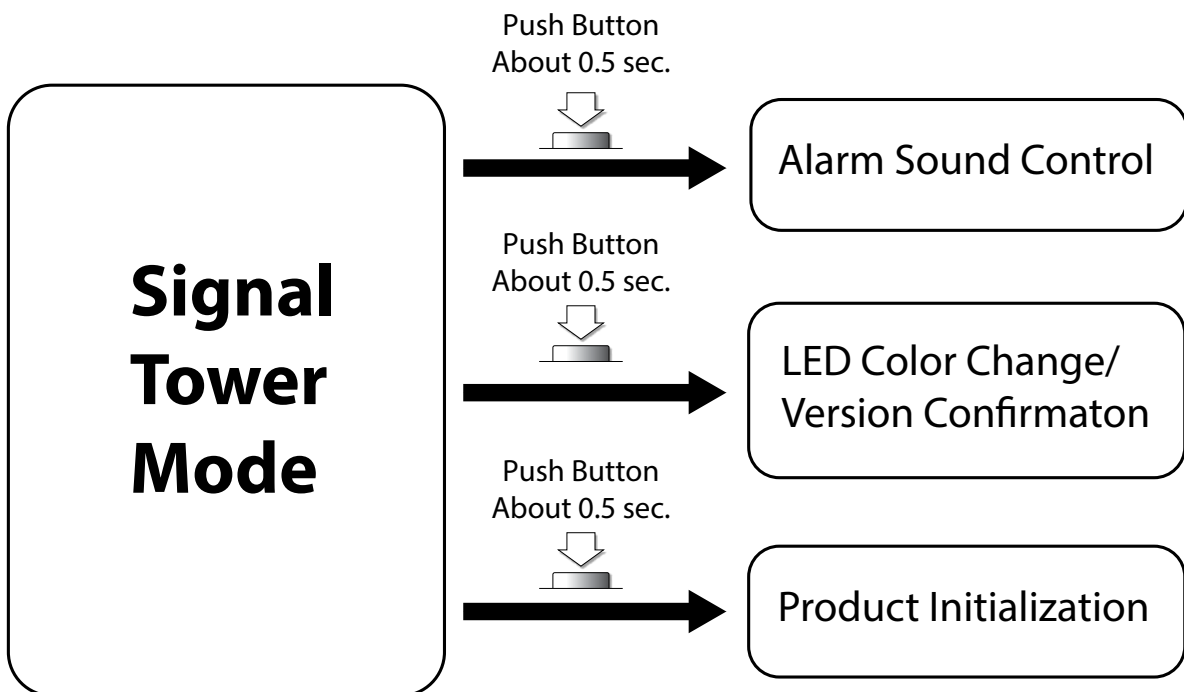 Signal
Tower
Mode
Push Button
About 0.5 sec.
Alarm Sound Control
Push Button
About 0.5 sec.
LED Color Change/
Version Confirmaton
Push Button
About 0.5 sec.
Product Initialization